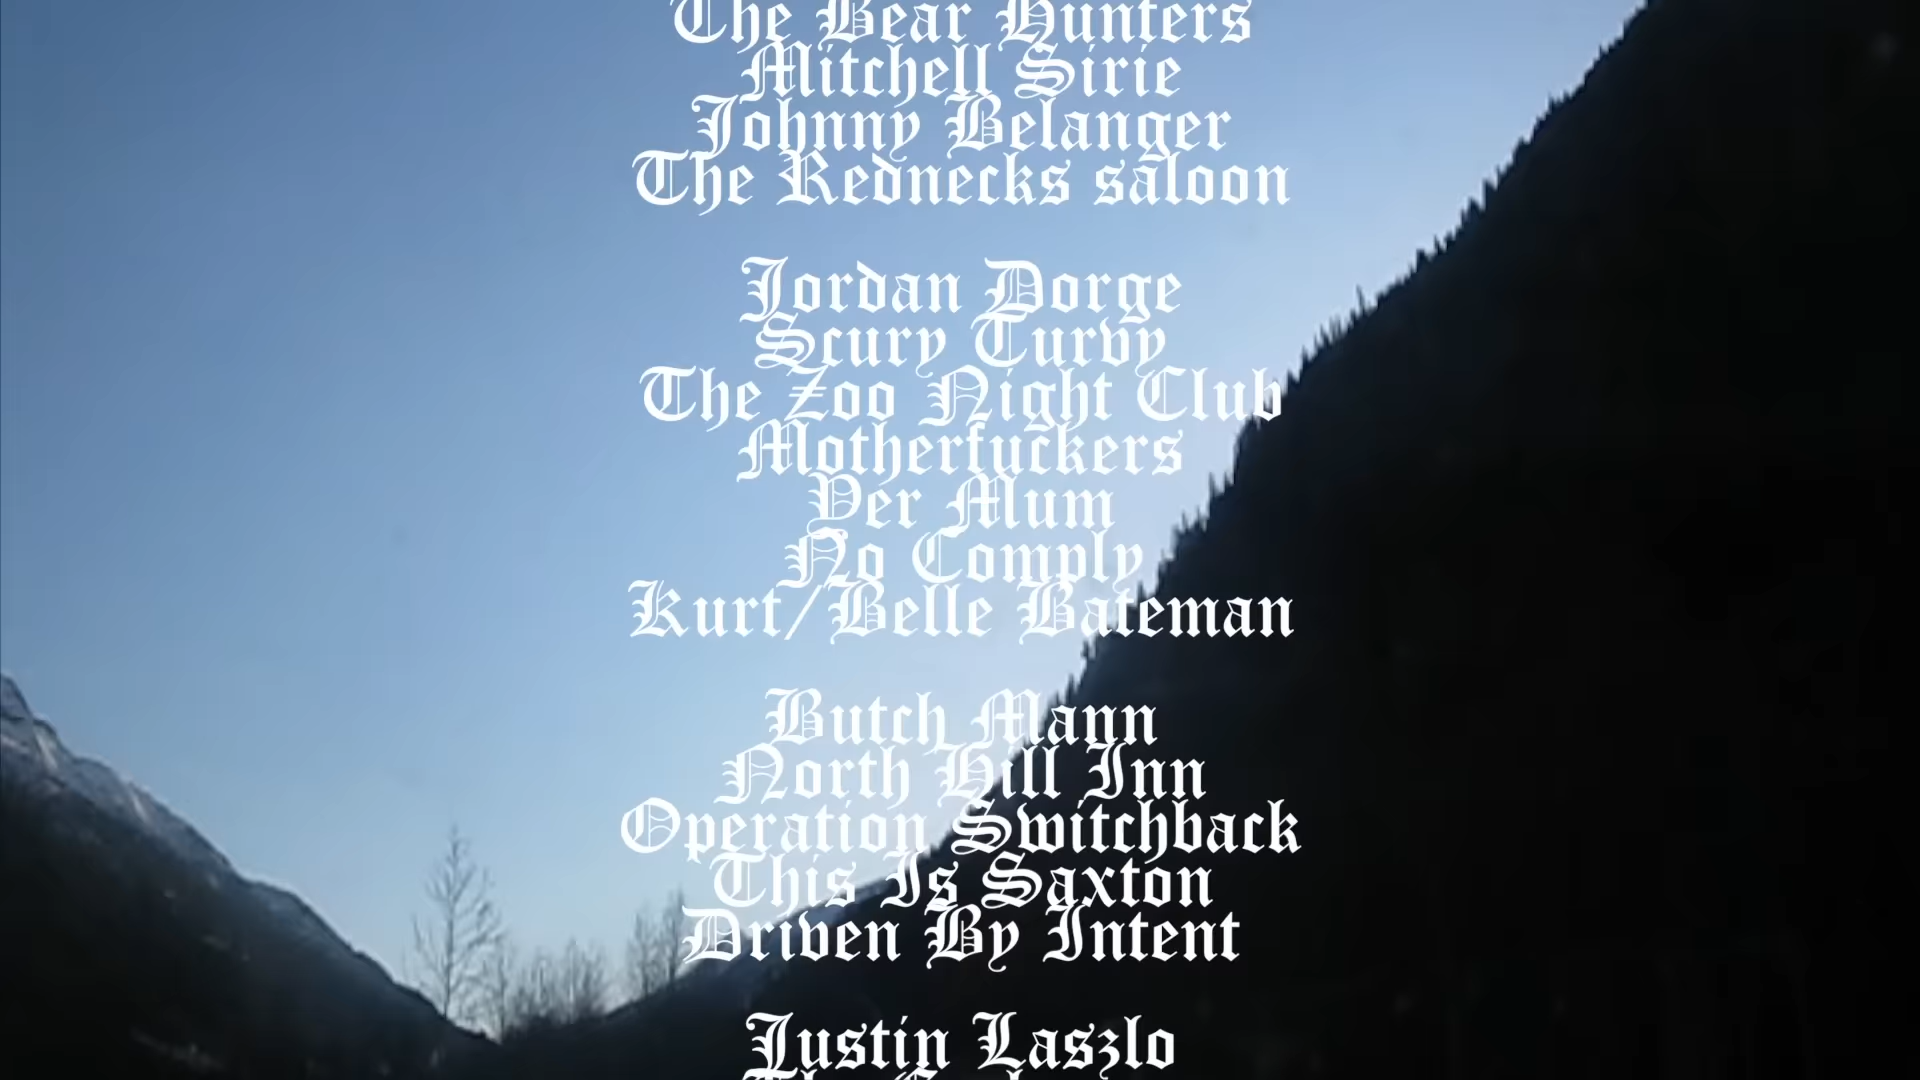 The Bear Hunters
Mitchell Sirie
Johnny Belanger
The Rednecks saloon
Jordan Dorge
Scury Turvy
The Zoo Night Club
Motherfuckers
Yer Mum
No Comply
Kurt/Belle Bateman
Butch Mann
North Hill Inn
Operation Switchback
This Is Saxton
Driven By Intent
Justin Laszlo